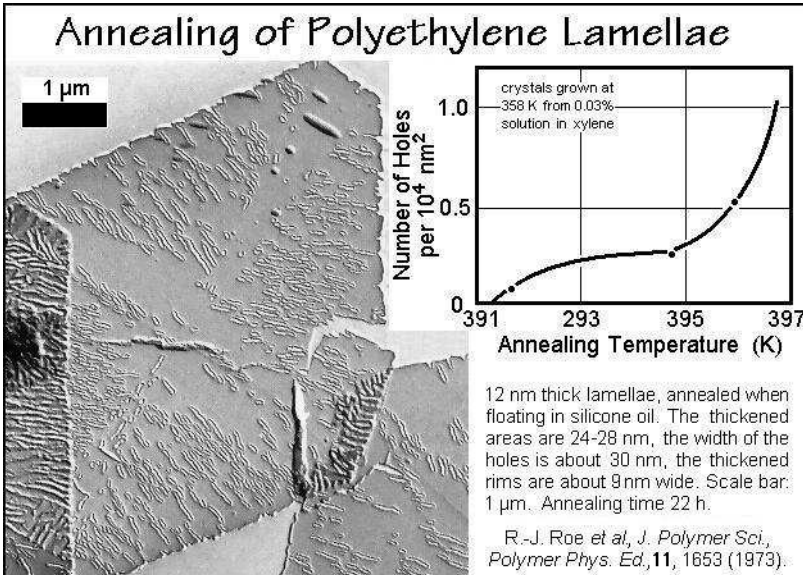 Annealing of Polyethylene Lamellae
1 µm
crystals grown at
358 K from 0.03%
solution in xylene
Number of Holes
per 10⁴ nm²
1.0
0.5
0
391 293 395 397
Annealing Temperature (K)
12 nm thick lamellae, annealed when
floating in silicone oil. The thickened
areas are 24-28 nm, the width of the
holes is about 30 nm, the thickened
rims are about 9 nm wide. Scale bar:
1 µm. Annealing time 22 h.
R.-J. Roe et al, J. Polymer Sci.,
Polymer Phys. Ed.,11, 1653 (1973).